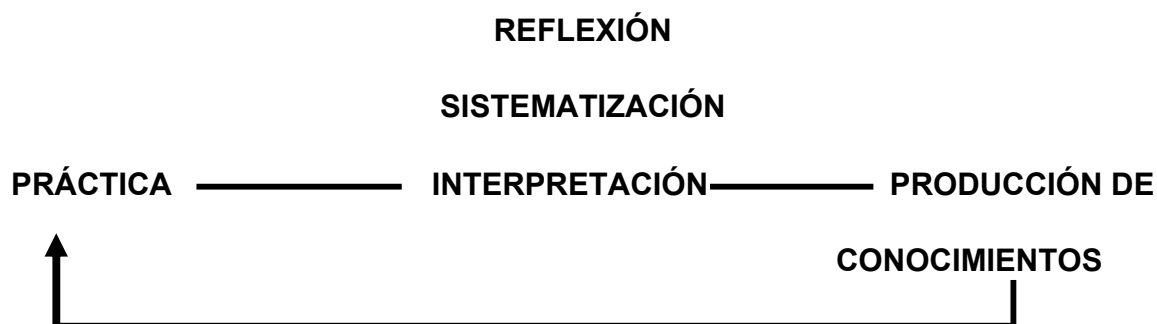 REFLEXIÓN
SISTEMATIZACIÓN
PRÁCTICA INTERPRETACIÓN PRODUCCIÓN DE
CONOCIMIENTOS